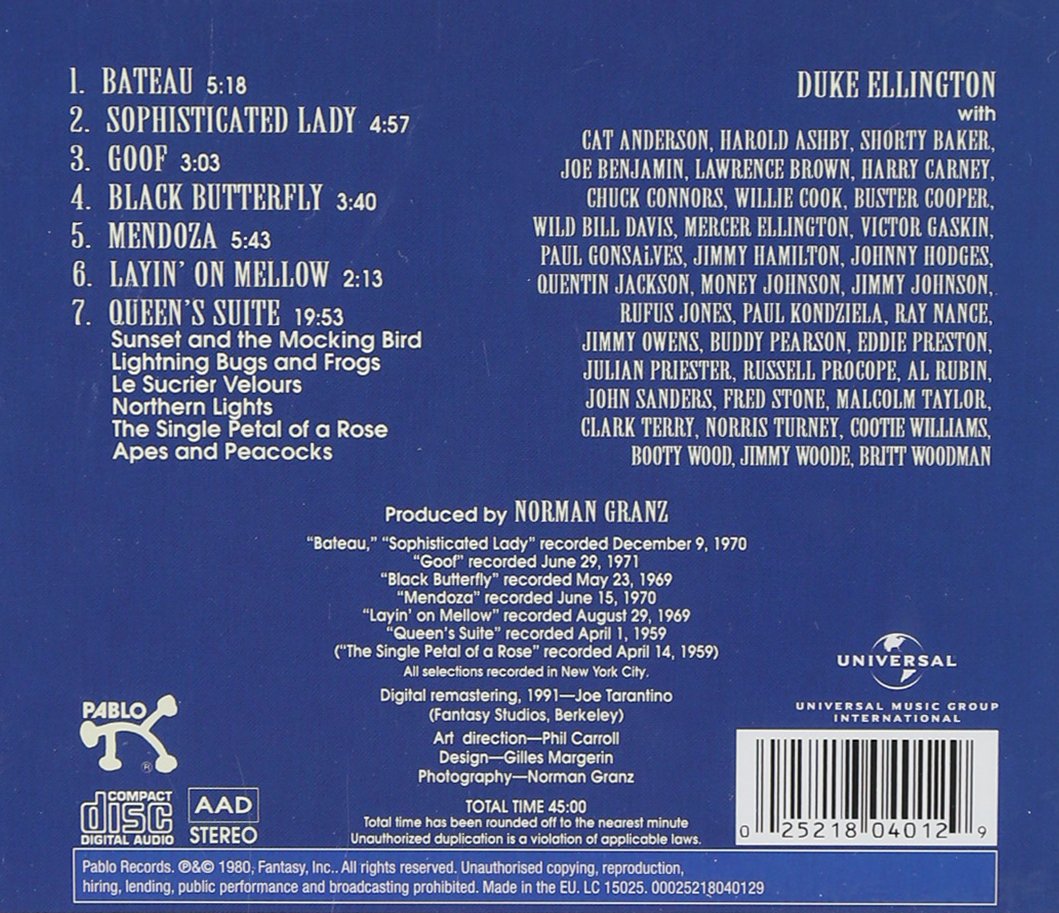 1. BATEAU 5:18
2. SOPHISTICATED LADY 4:57
3. GOOF 3:03
4. BLACK BUTTERFLY 3:40
5. MENDOZA 5:43
6. LAYIN' ON MELLOW 2:13
7. QUEEN'S SUITE 19:53
Sunset and the Mocking Bird
Lightning Bugs and Frogs
Le Sucrier Velours
Northern Lights
The Single Petal of a Rose
Apes and Peacocks
DUKE ELLINGTON
with
CAT ANDERSON, HAROLD ASHBY, SHORTY BAKER,
JOE BENJAMIN, LAWRENCE BROWN, HARRY CARNEY,
CHUCK CONNORS, WILLIE COOK, BUSTER COOPER,
WILD BILL DAVIS, MERCER ELLINGTON, VICTOR GASKIN,
PAUL GONSALVES, JIMMY HAMILTON, JOHNNY HODGES,
QUENTIN JACKSON, MONEY JOHNSON, JIMMY JOHNSON,
RUFUS JONES, PAUL KONDZIELA, RAY NANCE,
JIMMY OWENS, BUDDY PEARSON, EDDIE PRESTON,
JULIAN PRIESTER, RUSSELL PROCOPE, AL RUBIN,
JOHN SANDERS, FRED STONE, MALCOLM TAYLOR,
CLARK TERRY, NORRIS TURNEY, COOTIE WILLIAMS,
BOOTY WOOD, JIMMY WOODE, BRITT WOODMAN
Produced by NORMAN GRANZ
"Bateau," "Sophisticated Lady" recorded December 9, 1970
"Goof" recorded June 29, 1971
"Black Butterfly" recorded May 23, 1969
"Mendoza" recorded June 15, 1970
"Layin' on Mellow" recorded August 29, 1969
"Queen's Suite" recorded April 1, 1959
("The Single Petal of a Rose" recorded April 14, 1959)
All selections recorded in New York City.
Digital remastering, 1991—Joe Tarantino
(Fantasy Studios, Berkeley)
Art direction—Phil Carroll
Design—Gilles Margerin
Photography—Norman Granz
TOTAL TIME 45:00
Total time has been rounded off to the nearest minute
Unauthorized duplication is a violation of applicable laws.
PABLO
®
COMPACT
disc
DIGITAL AUDIO
AAD
STEREO
UNIVERSAL
UNIVERSAL MUSIC GROUP
INTERNATIONAL
0 25218 04012 9
Pablo Records. ℗&© 1980, Fantasy, Inc.. All rights reserved. Unauthorised copying, reproduction,
hiring, lending, public performance and broadcasting prohibited. Made in the EU. LC 15025. 00025218040129